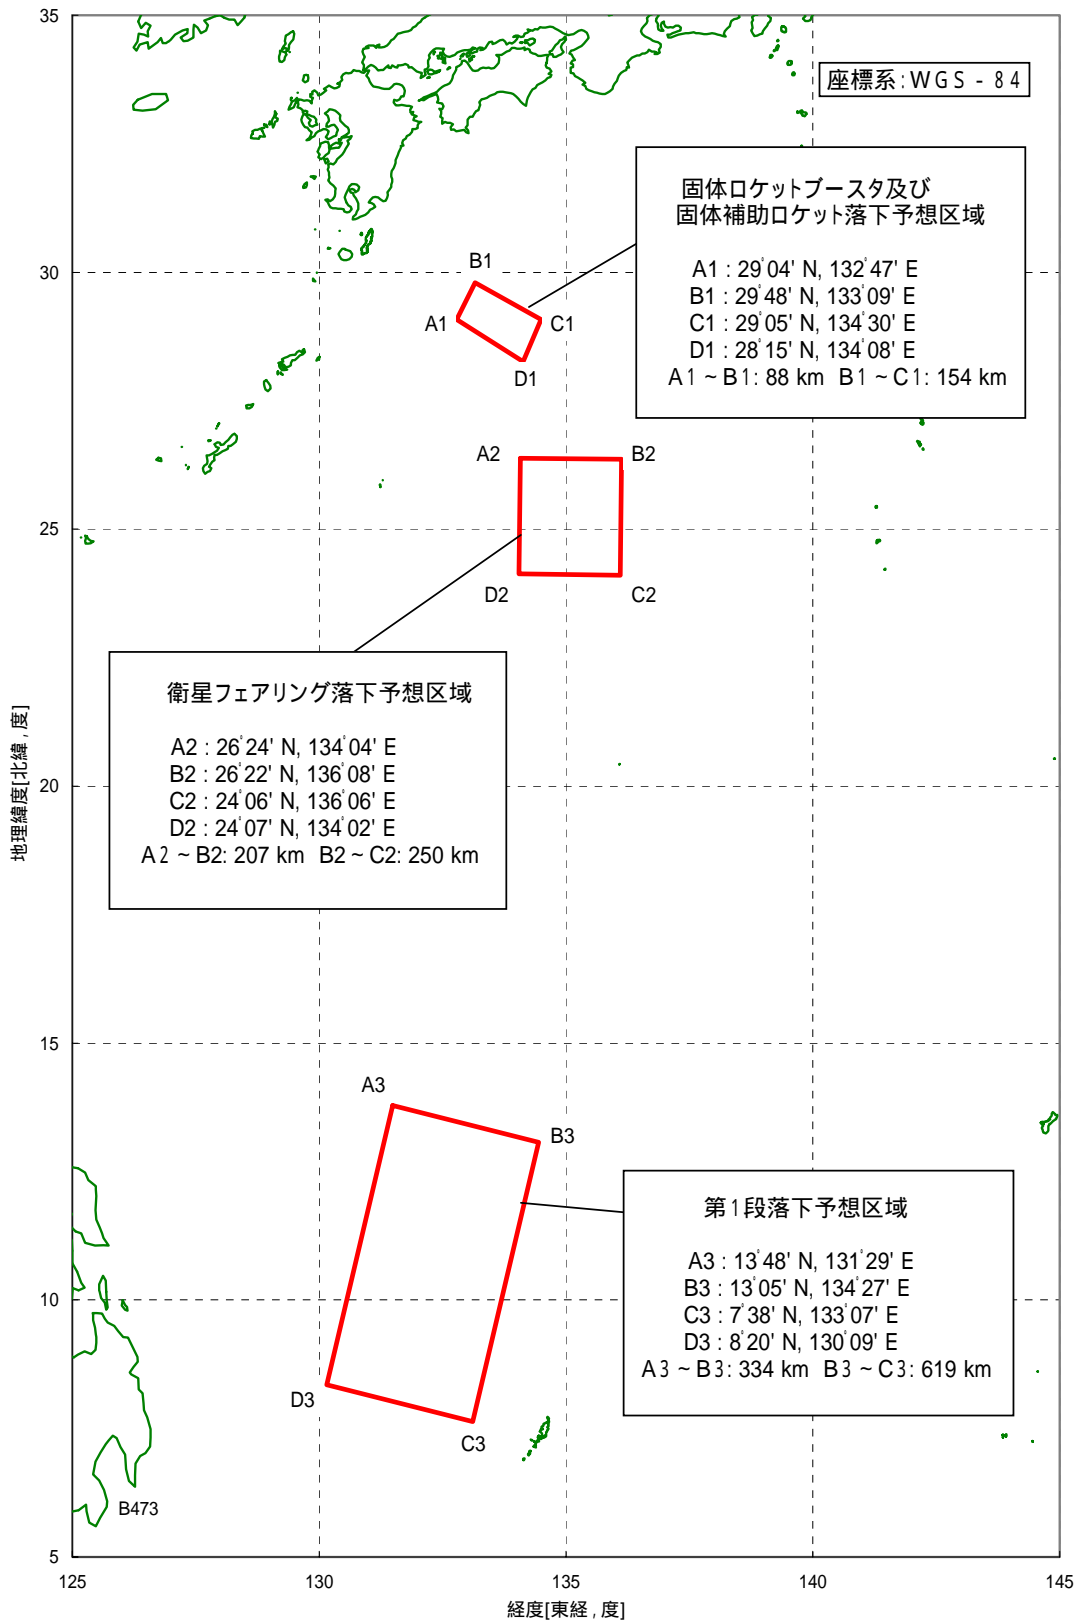 35
座標系:WGS - 84
固体ロケットブースタ及び
固体補助ロケット落下予想区域
A1 : 29°04' N, 132°47' E
B1 : 29°48' N, 133°09' E
C1 : 29°05' N, 134°30' E
D1 : 28°15' N, 134°08' E
A1 ~ B1: 88 km  B1 ~ C1: 154 km
30
B1
A1
C1
D1
A2
B2
25
D2
C2
衛星フェアリング落下予想区域
A2 : 26°24' N, 134°04' E
B2 : 26°22' N, 136°08' E
C2 : 24°06' N, 136°06' E
D2 : 24°07' N, 134°02' E
A2 ~ B2: 207 km  B2 ~ C2: 250 km
地理緯度[北緯,度]
20
15
A3
B3
第1段落下予想区域
A3 : 13°48' N, 131°29' E
B3 : 13°05' N, 134°27' E
C3 : 7°38' N, 133°07' E
D3 : 8°20' N, 130°09' E
A3 ~ B3: 334 km  B3 ~ C3: 619 km
10
D3
C3
B473
5
125
130
135
140
145
経度[東経,度]